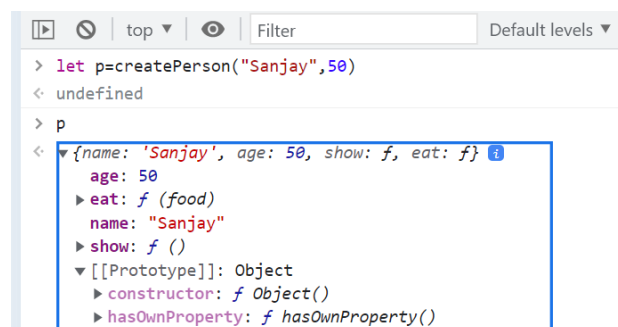 top ▼ Filter Default levels ▼
> let p=createPerson("Sanjay",50)
<· undefined
> p
<· ▼{name: 'Sanjay', age: 50, show: ƒ, eat: ƒ} i
age: 50
▶ eat: ƒ (food)
name: "Sanjay"
▶ show: ƒ ()
▼ [[Prototype]]: Object
▶ constructor: ƒ Object()
▶ hasOwnProperty: ƒ hasOwnProperty()